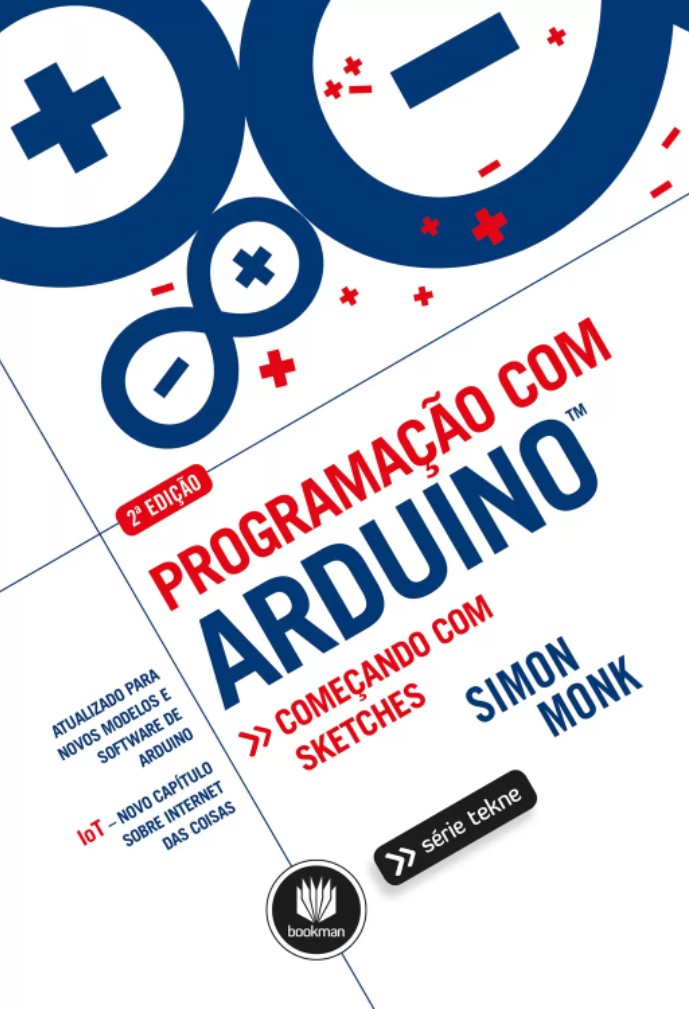 2ª EDIÇÃO
PROGRAMAÇÃO COM
ARDUINO™
>> COMEÇANDO COM
SKETCHES
SIMON
MONK
ATUALIZADO PARA
NOVOS MODELOS E
SOFTWARE DE
ARDUINO
IoT – NOVO CAPÍTULO
SOBRE INTERNET
DAS COISAS
>> série tekne
bookman